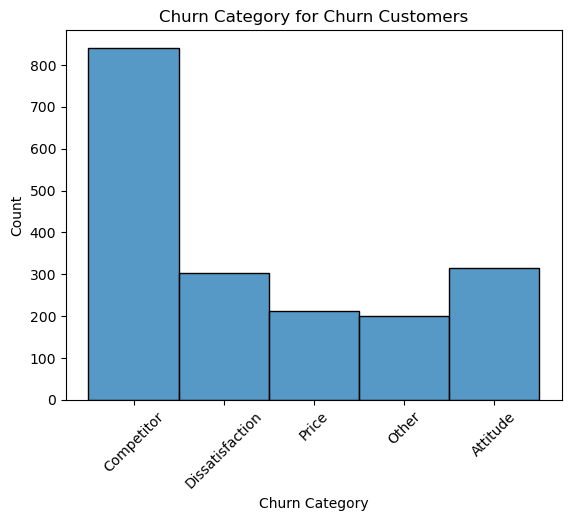 Churn Category for Churn Customers
800
700
600
500
400
300
200
100
0
Count
Competitor
Dissatisfaction
Price
Other
Attitude
Churn Category